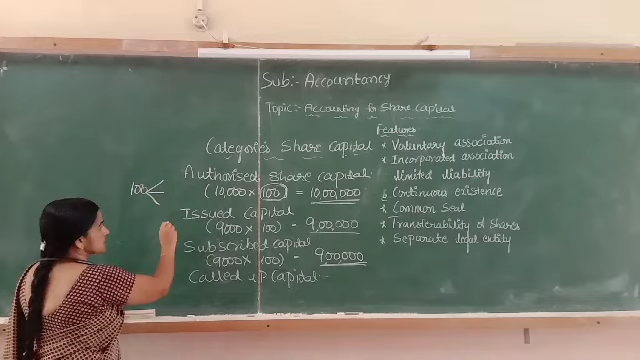 Sub:- Accountancy
Topic:- Accounting for Share Capital
Categories Share Capital
Authorised Share capital
(10,000 × 100) = 10,00,000
100
Issued capital
(9000 × 100) - 9,00,000
Subscribed capital
(9000 × 100) - 900,000
Called up Capital -
Features
* Voluntary association
* Incorporated association
limited liability
* Continuous existence
* Common Seal
* Transferability of Shares
* Separate legal entity